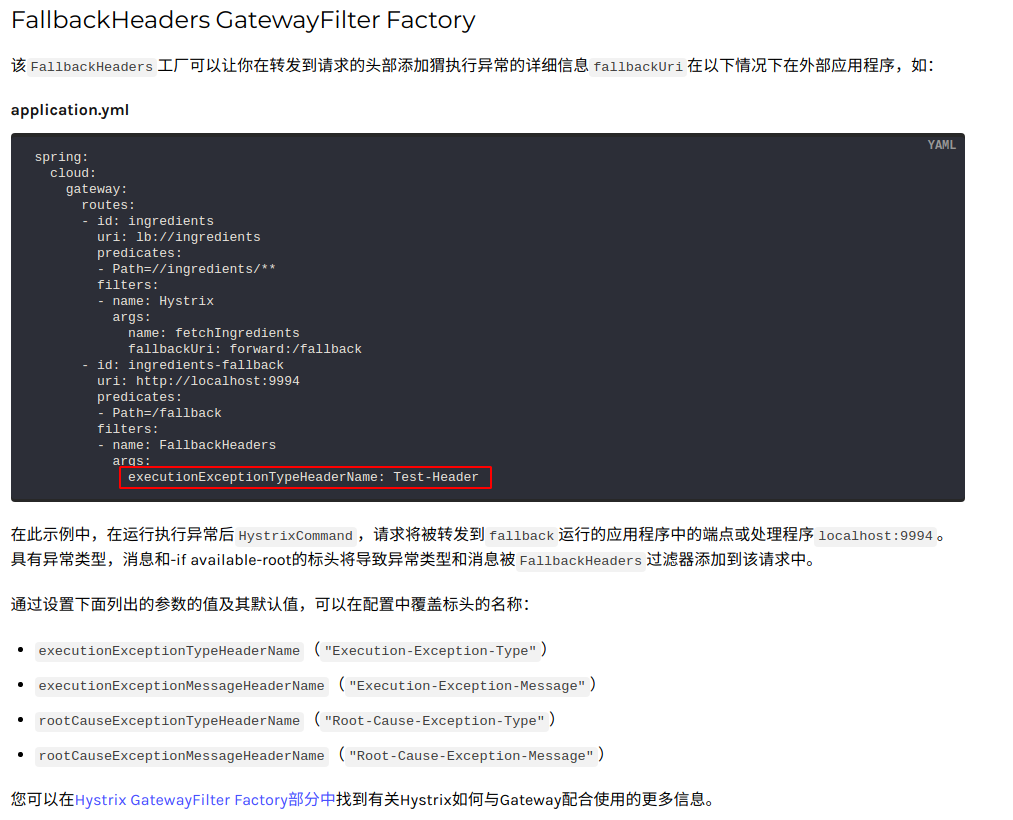 FallbackHeaders GatewayFilter Factory
该 FallbackHeaders 工厂可以让你在转发到请求的头部添加猬执行异常的详细信息 fallbackUri 在以下情况下在外部应用程序，如：
application.yml
YAML
spring:
  cloud:
    gateway:
      routes:
      - id: ingredients
        uri: lb://ingredients
        predicates:
        - Path=//ingredients/**
        filters:
        - name: Hystrix
          args:
            name: fetchIngredients
            fallbackUri: forward:/fallback
      - id: ingredients-fallback
        uri: http://localhost:9994
        predicates:
        - Path=/fallback
        filters:
        - name: FallbackHeaders
          args:
            executionExceptionTypeHeaderName: Test-Header
在此示例中，在运行执行异常后 HystrixCommand ，请求将被转发到 fallback 运行的应用程序中的端点或处理程序 localhost:9994 。
具有异常类型，消息和-if available-root的标头将导致异常类型和消息被 FallbackHeaders 过滤器添加到该请求中。
通过设置下面列出的参数的值及其默认值，可以在配置中覆盖标头的名称：
• executionExceptionTypeHeaderName （"Execution-Exception-Type"）
• executionExceptionMessageHeaderName （"Execution-Exception-Message"）
• rootCauseExceptionTypeHeaderName （"Root-Cause-Exception-Type"）
• rootCauseExceptionMessageHeaderName （"Root-Cause-Exception-Message"）
您可以在Hystrix GatewayFilter Factory部分中找到有关Hystrix如何与Gateway配合使用的更多信息。